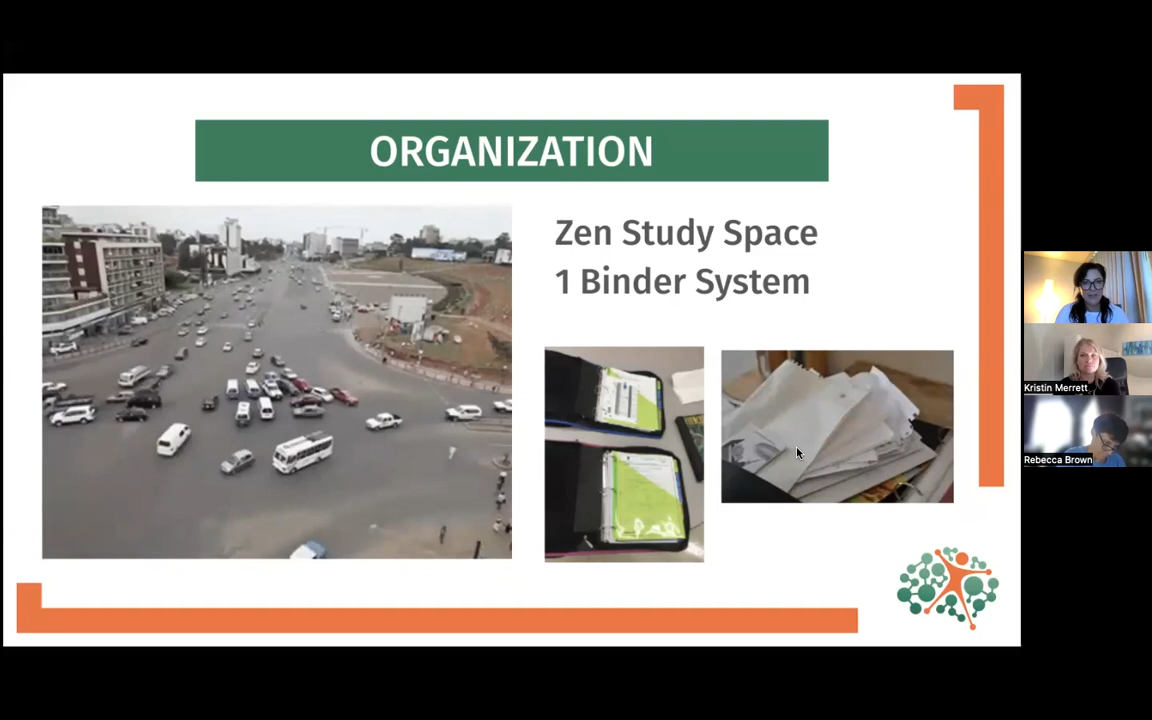 ORGANIZATION
Zen Study Space
1 Binder System
Kristin Merrett
Rebecca Brown